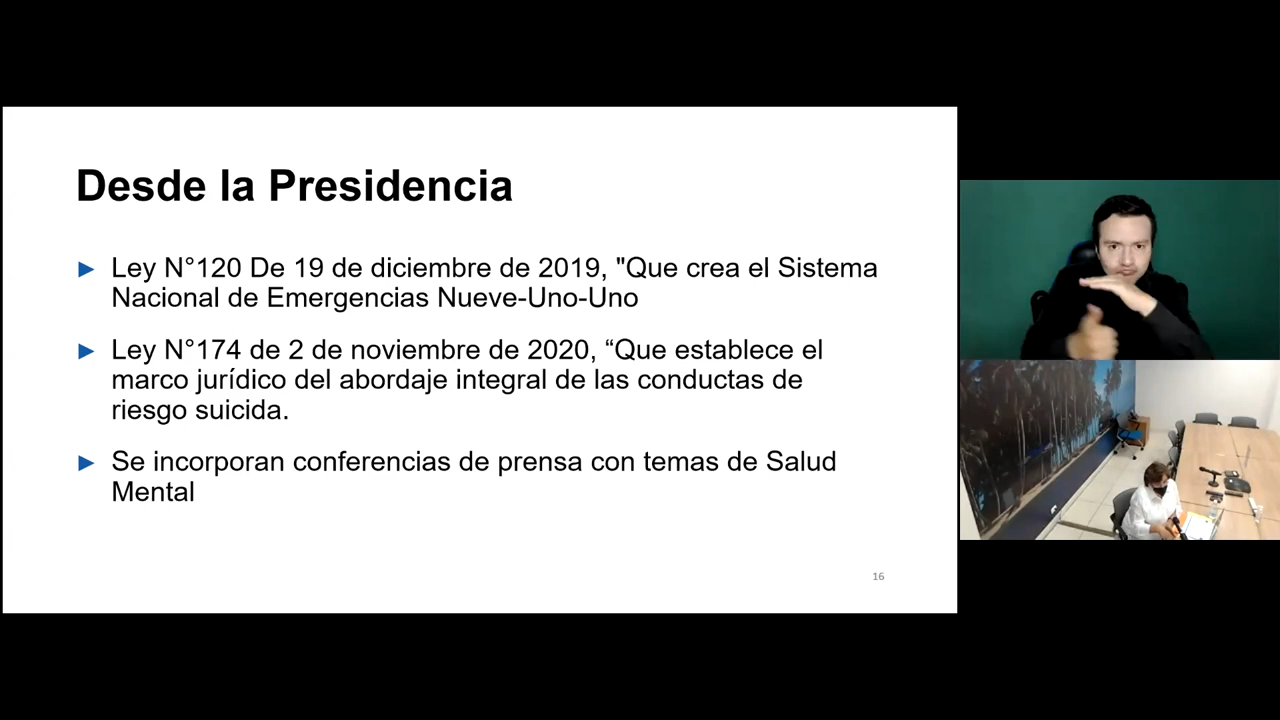 Desde la Presidencia
► Ley N°120 De 19 de diciembre de 2019, "Que crea el Sistema
Nacional de Emergencias Nueve-Uno-Uno
► Ley N°174 de 2 de noviembre de 2020, “Que establece el
marco jurídico del abordaje integral de las conductas de
riesgo suicida.
► Se incorporan conferencias de prensa con temas de Salud
Mental
16